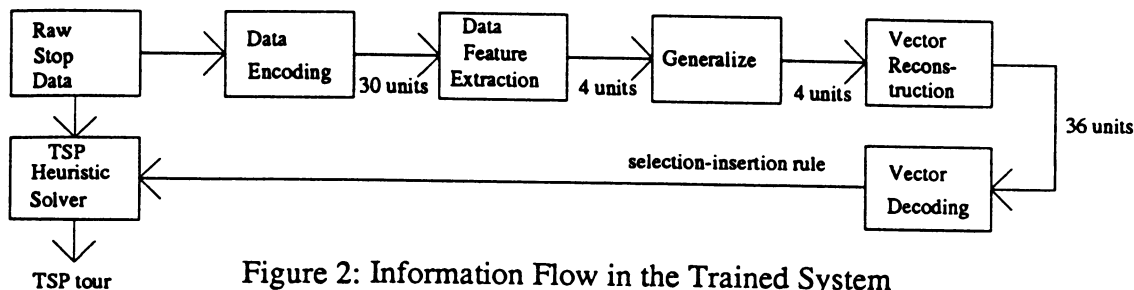 Raw
Stop
Data
Data
Encoding
30 units
Data
Feature
Extraction
4 units
Generalize
4 units
Vector
Recons-
truction
36 units
TSP
Heuristic
Solver
selection-insertion rule
Vector
Decoding
TSP tour
Figure 2: Information Flow in the Trained System